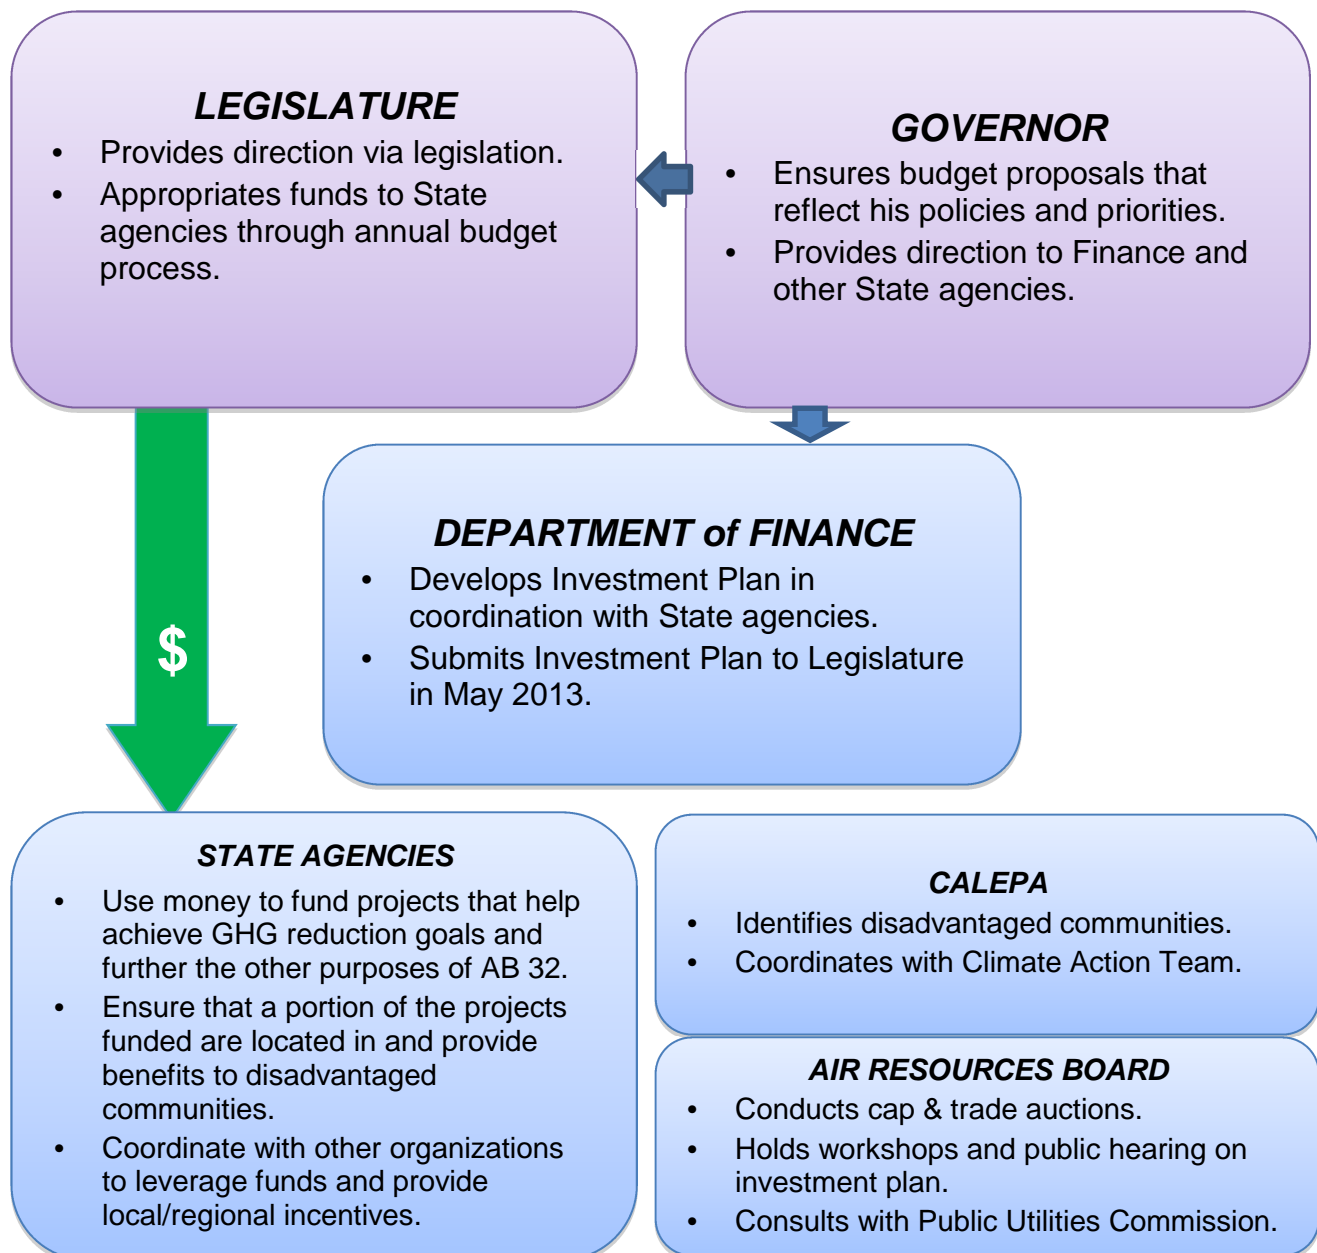 LEGISLATURE
• Provides direction via legislation.
• Appropriates funds to State
agencies through annual budget
process.
GOVERNOR
• Ensures budget proposals that
reflect his policies and priorities.
• Provides direction to Finance and
other State agencies.
DEPARTMENT of FINANCE
• Develops Investment Plan in
coordination with State agencies.
• Submits Investment Plan to Legislature
in May 2013.
$
STATE AGENCIES
• Use money to fund projects that help
achieve GHG reduction goals and
further the other purposes of AB 32.
• Ensure that a portion of the projects
funded are located in and provide
benefits to disadvantaged
communities.
• Coordinate with other organizations
to leverage funds and provide
local/regional incentives.
CALEPA
• Identifies disadvantaged communities.
• Coordinates with Climate Action Team.
AIR RESOURCES BOARD
• Conducts cap & trade auctions.
• Holds workshops and public hearing on
investment plan.
• Consults with Public Utilities Commission.